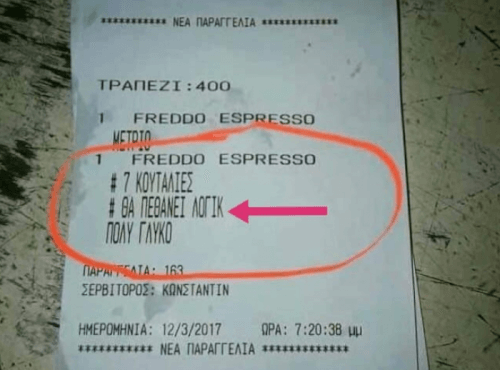 *********** ΝΕΑ ΠΑΡΑΓΓΕΛΙΑ *************
ΤΡΑΠΕΖΙ:400
1 FREDDO ESPRESSO
ΜΕΤΡΙΟ
1 FREDDO ESPRESSO
# 7 ΚΟΥΤΑΛΙΕΣ
# ΘΑ ΠΕΘΑΝΕΙ ΛΟΓΙΚ
ΠΟΛΥ ΓΛΥΚΟ
ΠΑΡΑΓΓΕΛΙΑ: 163
ΣΕΡΒΙΤΟΡΟΣ: ΚΩΝΣΤΑΝΤΙΝ
ΗΜΕΡΟΜΗΝΙΑ: 12/3/2017 ΩΡΑ: 7:20:38 μμ
*********** ΝΕΑ ΠΑΡΑΓΓΕΛΙΑ *************